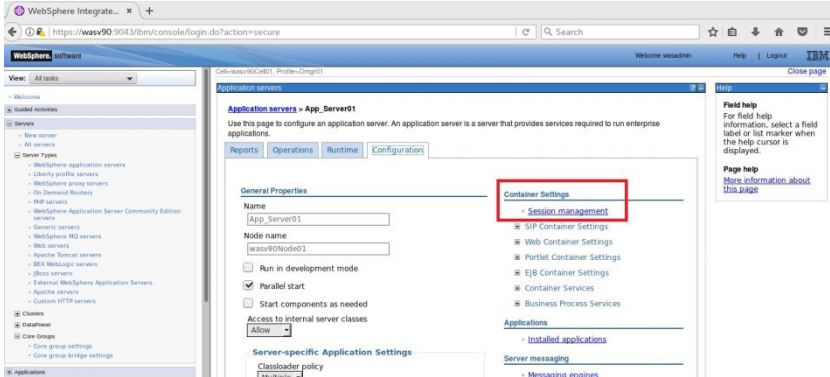 WebSphere Integrate... × +
https://wasv90:9043/ibm/console/login.do?action=secure
Search
WebSphere. software
Welcome wasadmin
Help | Logout
IBM
View: All tasks
Welcome
Guided Activities
Servers
New server
All servers
Server Types
WebSphere application servers
Liberty profile servers
WebSphere proxy servers
On Demand Routers
PHP servers
WebSphere Application Server Community Edition
servers
Generic servers
WebSphere MQ servers
Web servers
Apache Tomcat servers
BEA WebLogic servers
JBoss servers
External WebSphere Application Servers
Apache servers
Custom HTTP servers
Clusters
DataPower
Core Groups
Core group settings
Core group bridge settings
Applications
Cell=wasv90Cell01, Profile=Dmgr01
Close page
Application servers
Application servers > App_Server01
Use this page to configure an application server. An application server is a server that provides services required to run enterprise
applications.
Reports Operations Runtime Configuration
General Properties
Name
App_Server01
Node name
wasv90Node01
Run in development mode
Parallel start
Start components as needed
Access to internal server classes
Allow
Server-specific Application Settings
Classloader policy
Multiple
Container Settings
Session management
SIP Container Settings
Web Container Settings
Portlet Container Settings
EJB Container Settings
Container Services
Business Process Services
Applications
Installed applications
Server messaging
Messaging engines
Help
Field help
For field help
information, select a field
label or list marker when
the help cursor is
displayed.
Page help
More information about
this page